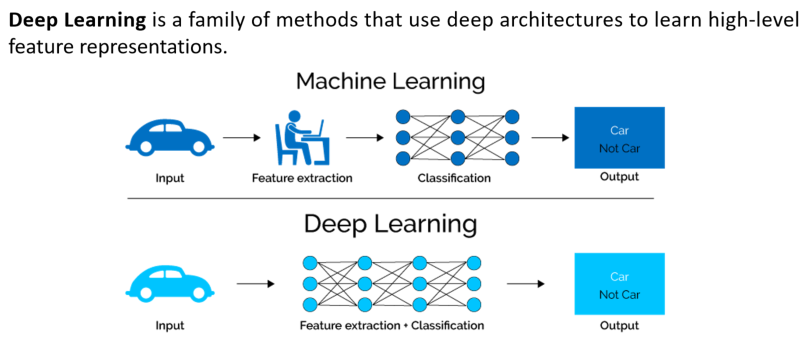 Deep Learning is a family of methods that use deep architectures to learn high-level
feature representations.
Machine Learning
Car
Not Car
Input
Feature extraction
Classification
Output
Deep Learning
Car
Not Car
Input
Feature extraction + Classification
Output